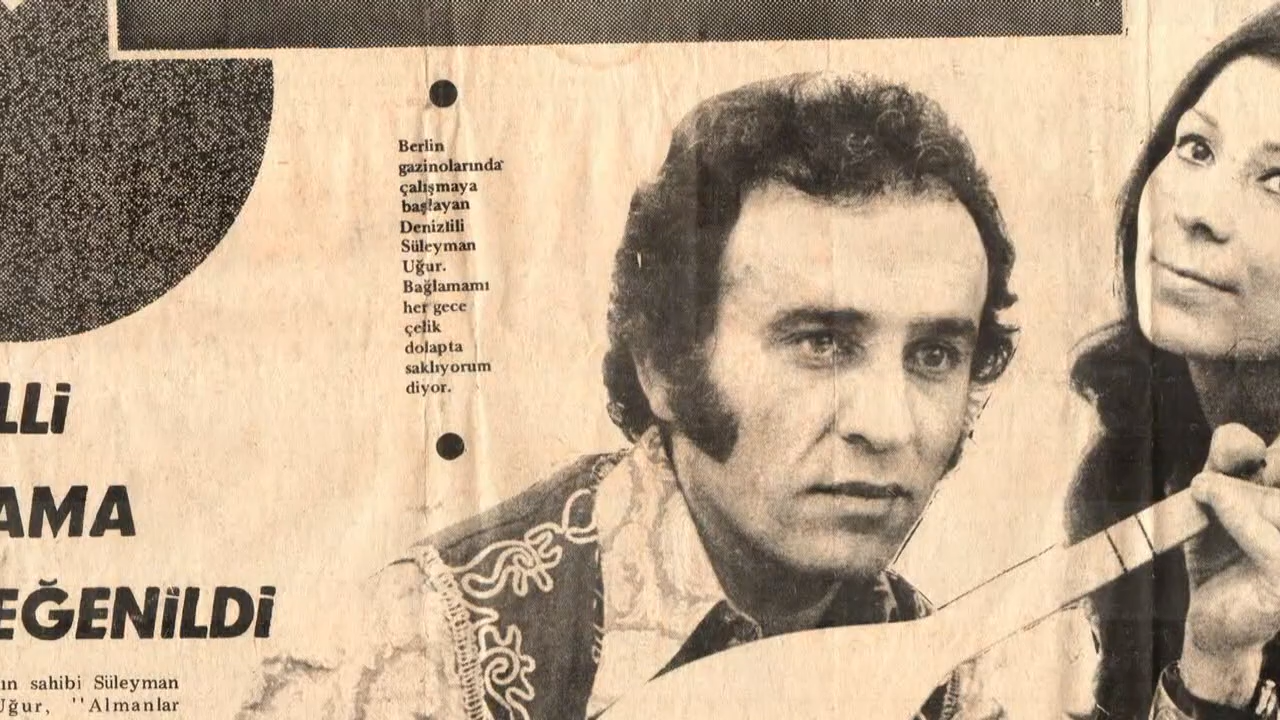 Berlin
gazinolarında
çalışmaya
başlayan
Denizlili
Süleyman
Uğur.
Bağlamamı
her gece
çelik
dolapta
saklıyorum
diyor.
LLİ
AMA
EĞENİLDİ
ın sahibi Süleyman
Uğur, "Almanlar